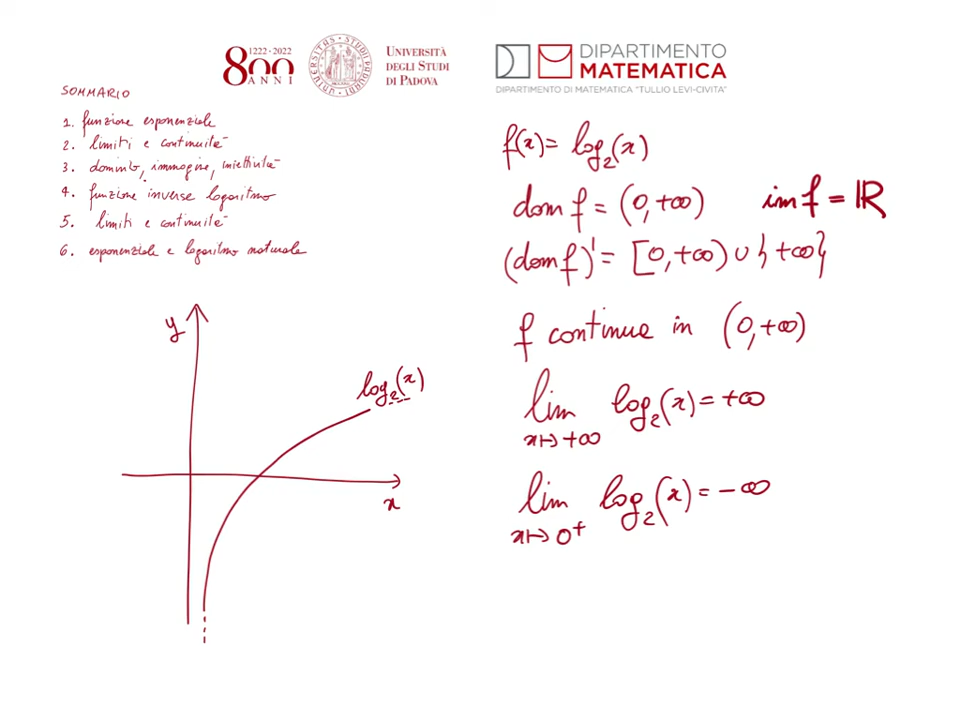 1222·2022
800
ANNI
UNIVERSITÀ
DEGLI STUDI
DI PADOVA
DIPARTIMENTO
MATEMATICA
DIPARTIMENTO DI MATEMATICA "TULLIO LEVI-CIVITA"
SOMMARIO
1. funzione esponenziale
2. limiti e continuità
3. dominio, immagine, iniettività
4. funzione inversa logaritmo
5. limiti e continuità
6. esponenziale e logaritmo naturale
y
log₂(x)
x
f(x) = log₂(x)
dom f = (0, +∞) im f = ℝ
(dom f)' = [0, +∞) ∪ {+∞}
f continua in (0, +∞)
lim log₂(x) = +∞
x↦+∞
lim log₂(x) = -∞
x↦0⁺